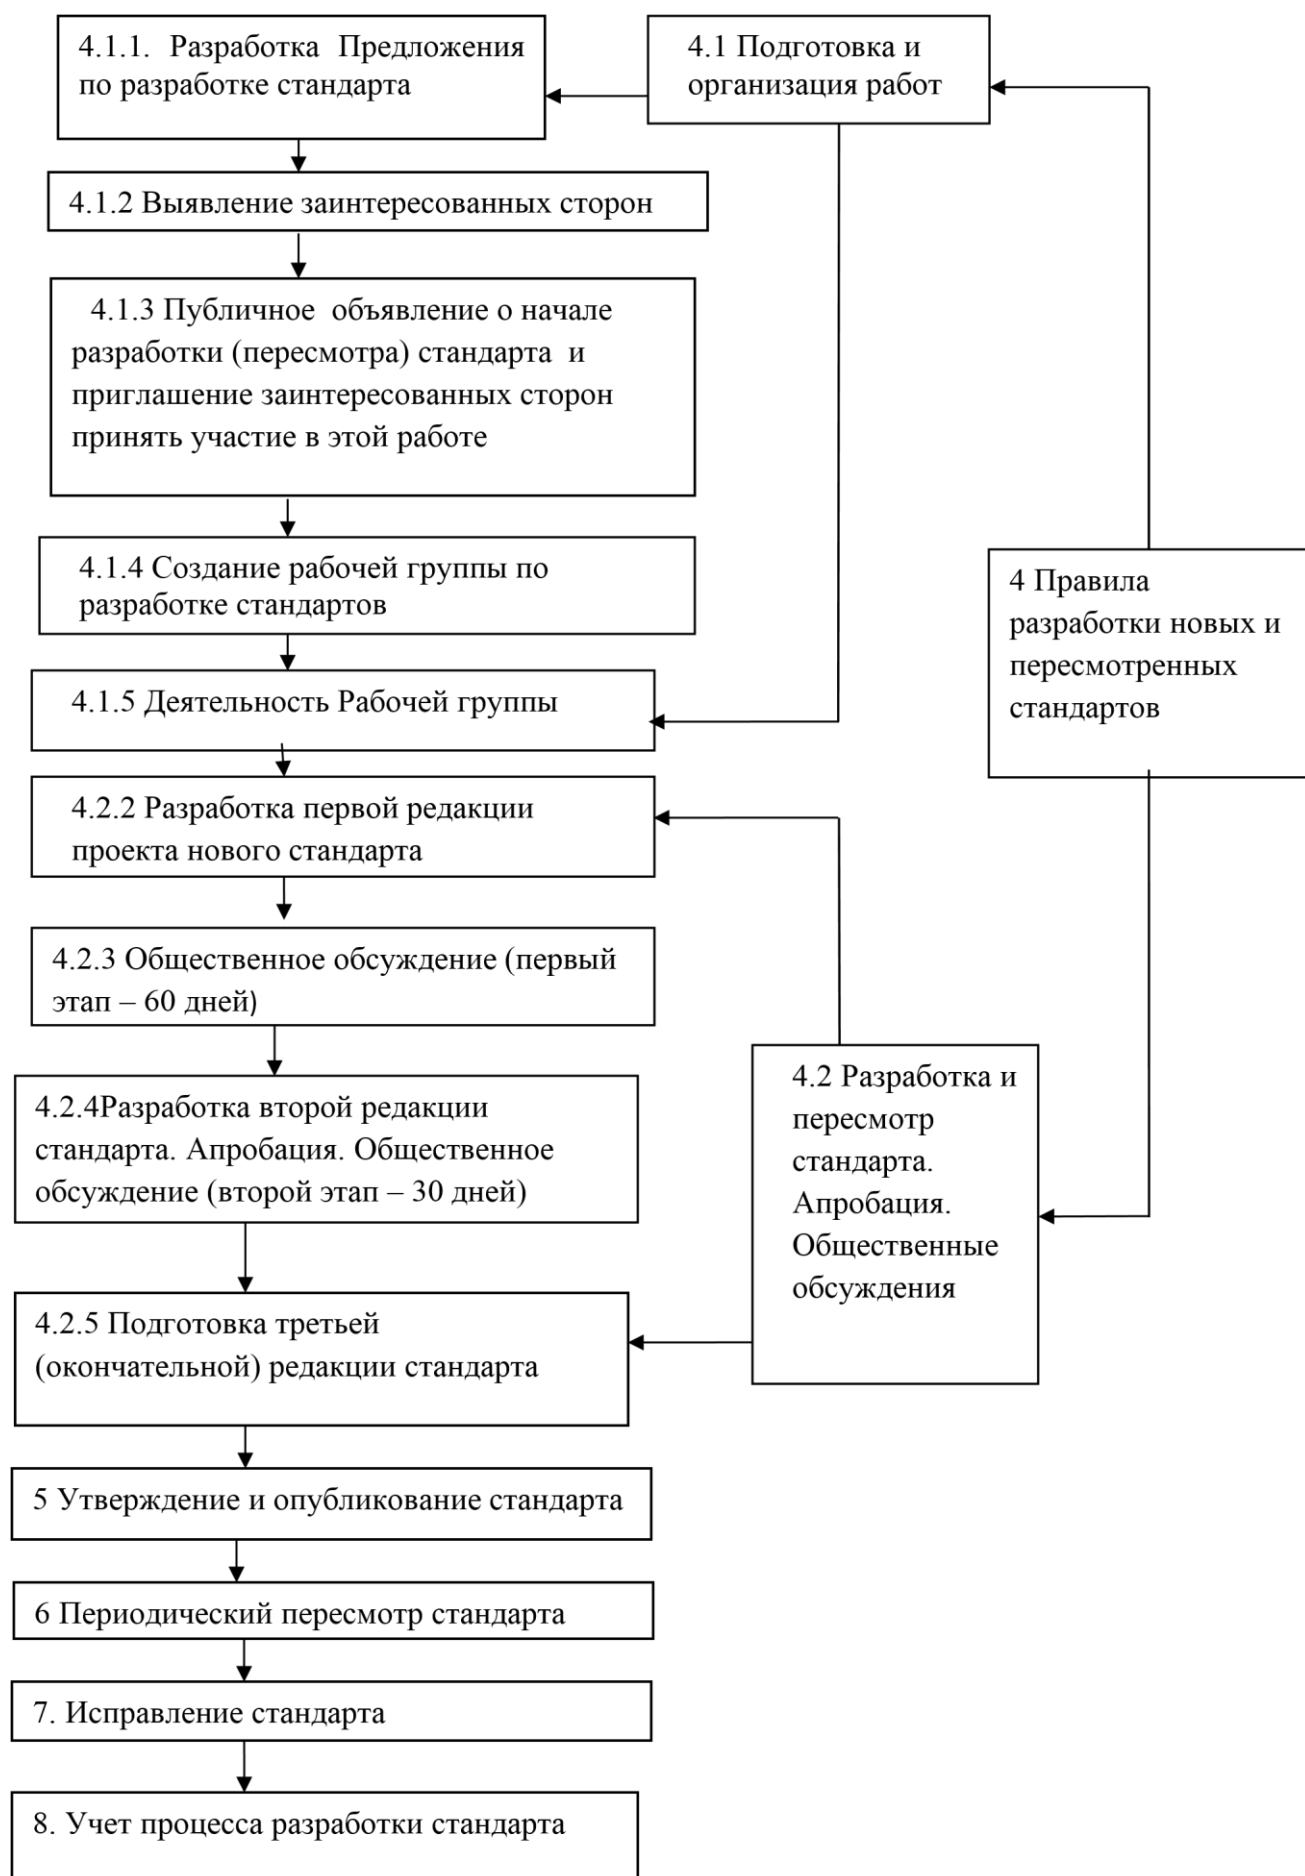 4.1.1. Разработка Предложения
по разработке стандарта
4.1 Подготовка и
организация работ
4.1.2 Выявление заинтересованных сторон
4.1.3 Публичное объявление о начале
разработки (пересмотра) стандарта и
приглашение заинтересованных сторон
принять участие в этой работе
4.1.4 Создание рабочей группы по
разработке стандартов
4 Правила
разработки новых и
пересмотренных
стандартов
4.1.5 Деятельность Рабочей группы
4.2.2 Разработка первой редакции
проекта нового стандарта
4.2.3 Общественное обсуждение (первый
этап – 60 дней)
4.2.4Разработка второй редакции
стандарта. Апробация. Общественное
обсуждение (второй этап – 30 дней)
4.2 Разработка и
пересмотр
стандарта.
Апробация.
Общественные
обсуждения
4.2.5 Подготовка третьей
(окончательной) редакции стандарта
5 Утверждение и опубликование стандарта
6 Периодический пересмотр стандарта
7. Исправление стандарта
8. Учет процесса разработки стандарта